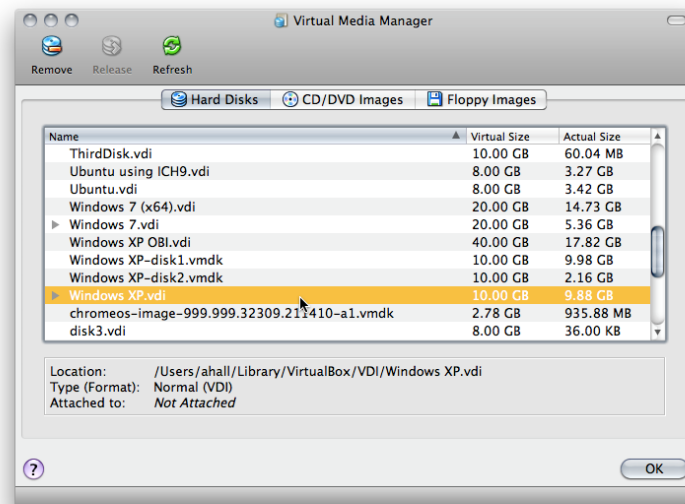 Virtual Media Manager
Remove Release Refresh
Hard Disks CD/DVD Images Floppy Images
Name Virtual Size Actual Size
ThirdDisk.vdi 10.00 GB 60.04 MB
Ubuntu using ICH9.vdi 8.00 GB 3.27 GB
Ubuntu.vdi 8.00 GB 3.42 GB
Windows 7 (x64).vdi 20.00 GB 14.73 GB
Windows 7.vdi 20.00 GB 5.36 GB
Windows XP OBI.vdi 40.00 GB 17.82 GB
Windows XP-disk1.vmdk 10.00 GB 9.98 GB
Windows XP-disk2.vmdk 10.00 GB 2.16 GB
Windows XP.vdi 10.00 GB 9.88 GB
chromeos-image-999.999.32309.211410-a1.vmdk 2.78 GB 935.88 MB
disk3.vdi 8.00 GB 36.00 KB
Location: /Users/ahall/Library/VirtualBox/VDI/Windows XP.vdi
Type (Format): Normal (VDI)
Attached to: Not Attached
? OK